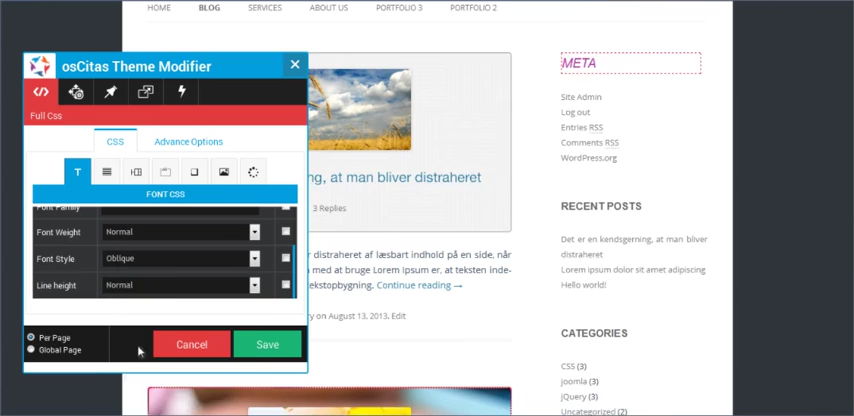 HOME BLOG SERVICES ABOUT US PORTFOLIO 3 PORTFOLIO 2
osCitas Theme Modifier
Full Css
CSS Advance Options
T
FONT CSS
Font Family
Font Weight Normal
Font Style Oblique
Line height Normal
Per Page
Global Page
Cancel Save
ng, at man bliver distraheret
3 Replies
r distraheret af læsbart indhold på en side, når
med at bruge Lorem Ipsum er, at teksten inde-
ekstopbygning. Continue reading →
ry on August 13, 2013. Edit
META
Site Admin
Log out
Entries RSS
Comments RSS
WordPress.org
RECENT POSTS
Det er en kendsgerning, at man bliver
distraheret
Lorem ipsum dolor sit amet adipiscing
Hello world!
CATEGORIES
CSS (3)
Joomla (3)
jQuery (3)
Uncategorized (2)